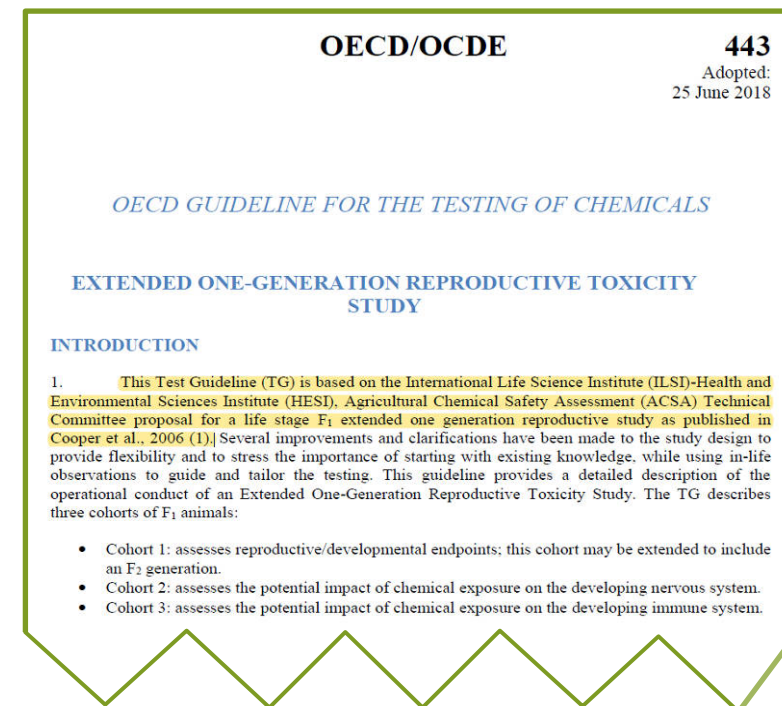 OECD/OCDE 443
Adopted:
25 June 2018
OECD GUIDELINE FOR THE TESTING OF CHEMICALS
EXTENDED ONE-GENERATION REPRODUCTIVE TOXICITY
STUDY
INTRODUCTION
1. This Test Guideline (TG) is based on the International Life Science Institute (ILSI)-Health and
Environmental Sciences Institute (HESI), Agricultural Chemical Safety Assessment (ACSA) Technical
Committee proposal for a life stage F₁ extended one generation reproductive study as published in
Cooper et al., 2006 (1). Several improvements and clarifications have been made to the study design to
provide flexibility and to stress the importance of starting with existing knowledge, while using in-life
observations to guide and tailor the testing. This guideline provides a detailed description of the
operational conduct of an Extended One-Generation Reproductive Toxicity Study. The TG describes
three cohorts of F₁ animals:
• Cohort 1: assesses reproductive/developmental endpoints; this cohort may be extended to include
an F₂ generation.
• Cohort 2: assesses the potential impact of chemical exposure on the developing nervous system.
• Cohort 3: assesses the potential impact of chemical exposure on the developing immune system.